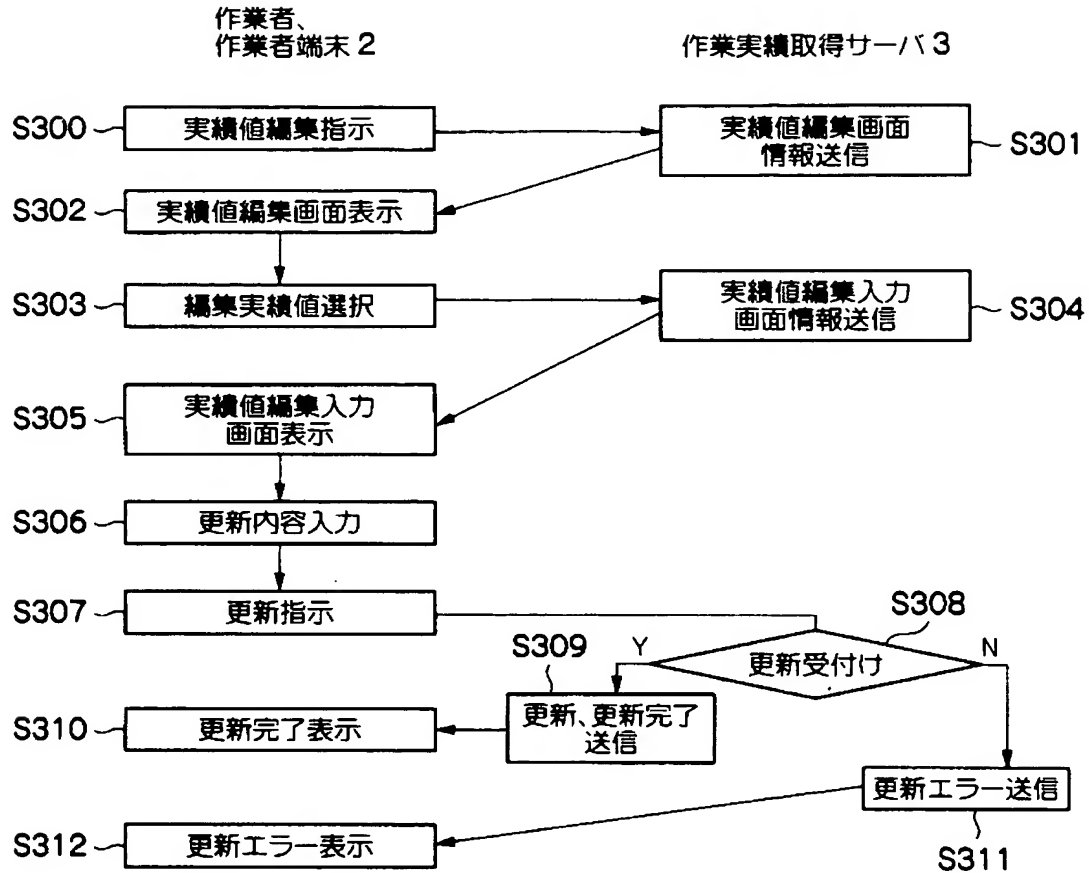 作業者、
作業者端末 2
作業実績取得サーバ 3
S300
実績値編集指示
実績値編集画面
情報送信
S301
S302
実績値編集画面表示
S303
編集実績値選択
実績値編集入力
画面情報送信
S304
S305
実績値編集入力
画面表示
S306
更新内容入力
S307
更新指示
S308
更新受付け
Y
N
S309
更新、更新完了
送信
S310
更新完了表示
更新エラー送信
S311
S312
更新エラー表示